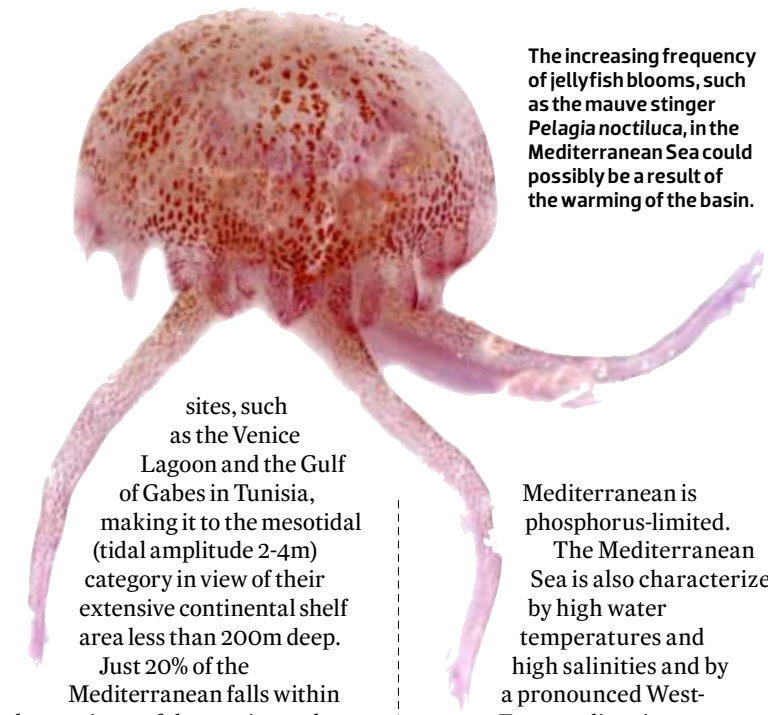 The increasing frequency
of jellyfish blooms, such
as the mauve stinger
Pelagia noctiluca, in the
Mediterranean Sea could
possibly be a result of
the warming of the basin.
sites, such
as the Venice
Lagoon and the Gulf
of Gabes in Tunisia,
making it to the mesotidal
(tidal amplitude 2-4m)
category in view of their
extensive continental shelf
area less than 200m deep.
Just 20% of the
Mediterranean falls within
Mediterranean is
phosphorus-limited.
The Mediterranean
Sea is also characterize
by high water
temperatures and
high salinities and by
a pronounced West-